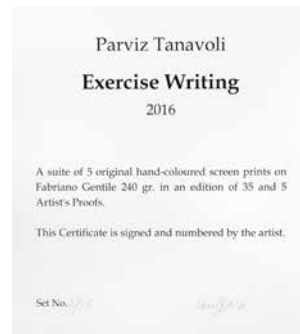 Parviz Tanavoli
Exercise Writing
2016
A suite of 5 original hand-coloured screen prints on
Fabriano Gentile 240 gr. in an edition of 35 and 5
Artist's Proofs.
This Certificate is signed and numbered by the artist.
Set No.